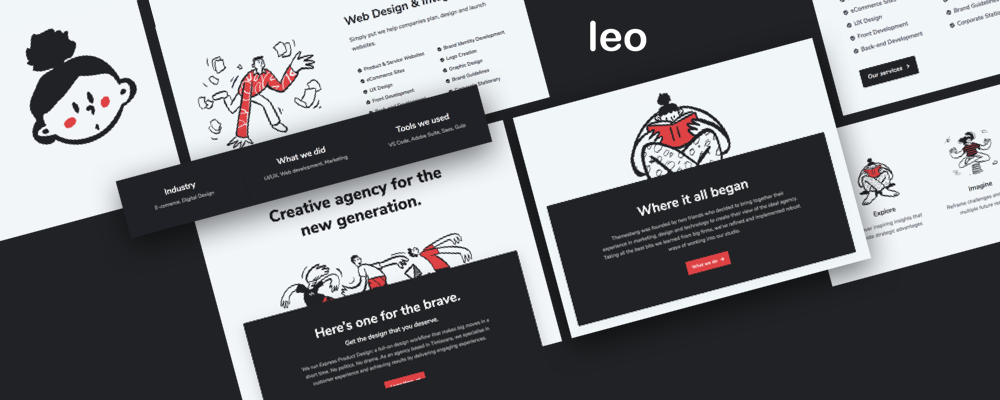 leo
Web Design & Integ
Simply put we help companies plan, design and launch
websites.
Product & Service Websites
eCommerce Sites
UX Design
Front Development
Brand Identity Development
Logo Creation
Graphic Design
Brand Guidelines
Corporate Stationary
Industry
E-commerce, Digital Design
What we did
UI/UX, Web development, Marketing
Tools we used
VS Code, Adobe Suite, Sass, Gulp
Creative agency for the
new generation.
Here's one for the brave.
Get the design that you deserve.
We run Express Product Design: a full-on design workflow that makes big moves in a
short time. No politics. No drama. As an agency based in Timisoara, we specialise in
customer experience and achieving results by delivering engaging experiences.
Where it all began
Themesberg was founded by two friends who decided to bring together their
experience in marketing, design and technology to create their view of the ideal agency.
Taking all the best bits we learned from big firms, we've refined and implemented robust
ways of working into our studio.
What we do
eCommerce Sites
UX Design
Front Development
Back-end Development
Brand Guidelines
Corporate Station
Our services
Explore
Imagine